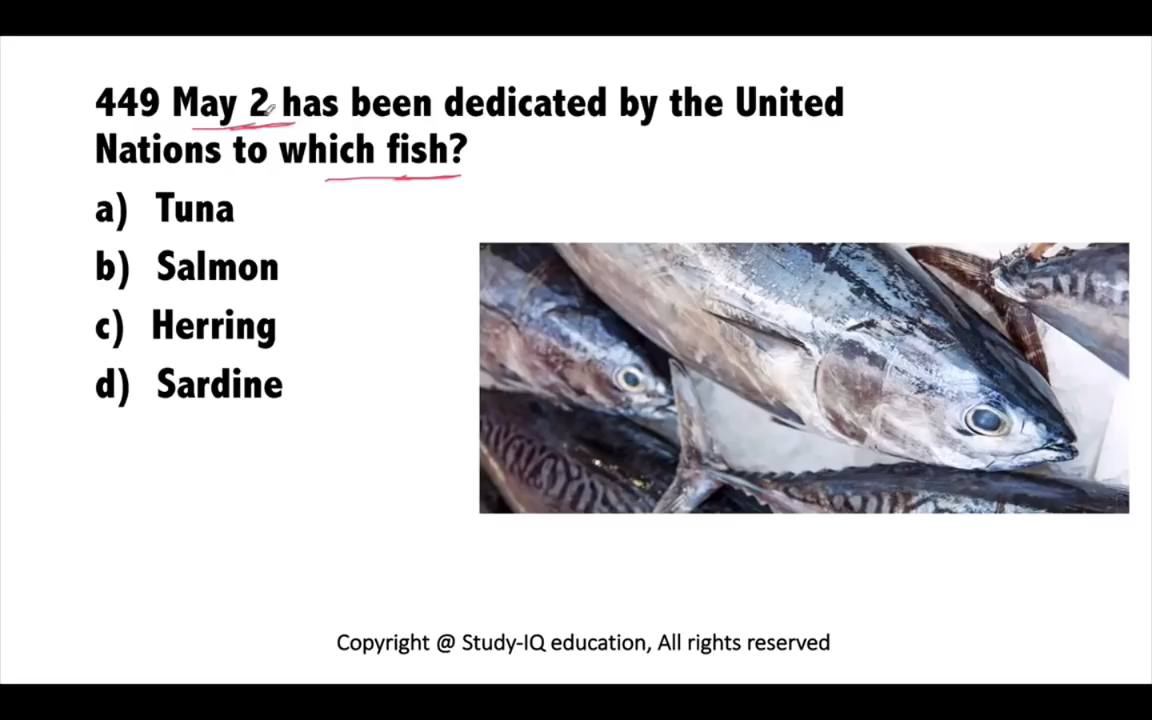 449 May 2 has been dedicated by the United
Nations to which fish?
a) Tuna
b) Salmon
c) Herring
d) Sardine
Copyright @ Study-IQ education, All rights reserved